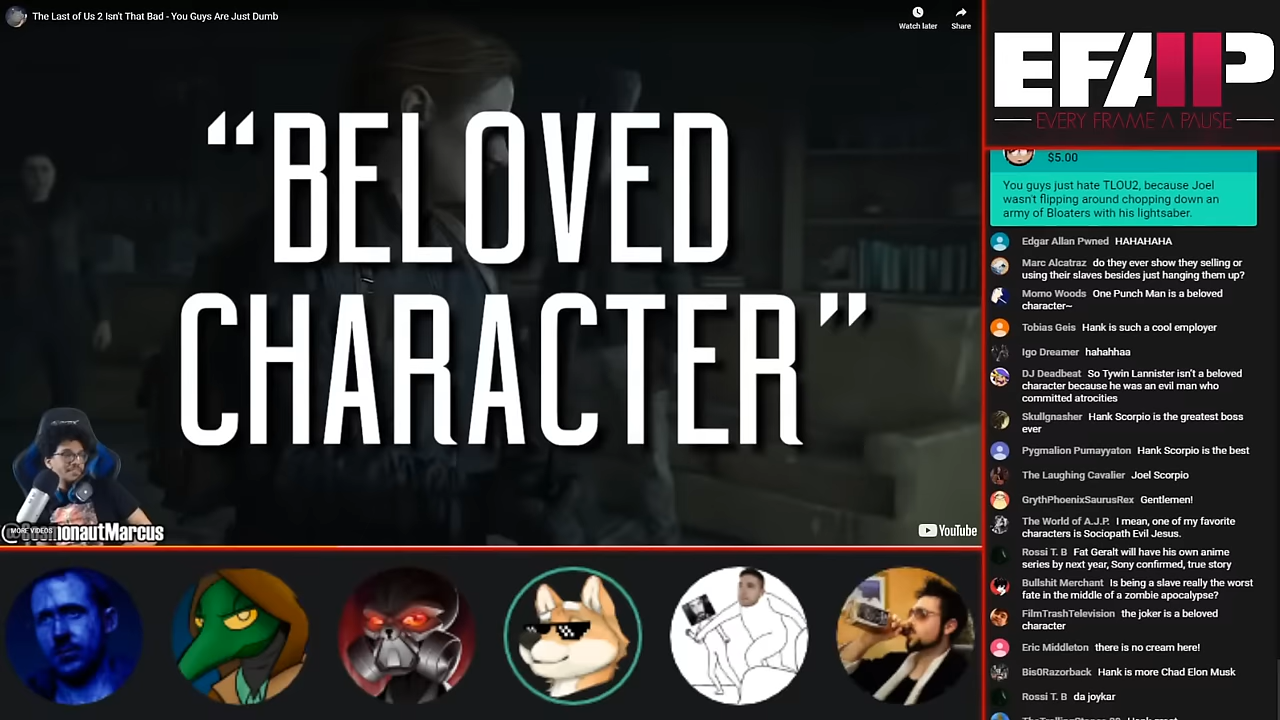 The Last of Us 2 Isn't That Bad - You Guys Are Just Dumb
Watch later
Share
“BELOVED
CHARACTER”
MORE VIDEOS
onautMarcus
YouTube
EFAP
EVERY FRAME A PAUSE
$5.00
You guys just hate TLOU2, because Joel
wasn't flipping around chopping down an
army of Bloaters with his lightsaber.
Edgar Allan Pwned HAHAHAHA
Marc Alcatraz do they ever show they selling or
using their slaves besides just hanging them up?
Momo Woods One Punch Man is a beloved
character~
Tobias Geis Hank is such a cool employer
Igo Dreamer hahahhaa
DJ Deadbeat So Tywin Lannister isn't a beloved
character because he was an evil man who
committed atrocities
Skullgnasher Hank Scorpio is the greatest boss
ever
Pygmalion Pumayyaton Hank Scorpio is the best
The Laughing Cavalier Joel Scorpio
GrythPhoenixSaurusRex Gentlemen!
The World of A.J.P. I mean, one of my favorite
characters is Sociopath Evil Jesus.
Rossi T. B Fat Geralt will have his own anime
series by next year, Sony confirmed, true story
Bullshit Merchant Is being a slave really the worst
fate in the middle of a zombie apocalypse?
FilmTrashTelevision the joker is a beloved
character
Eric Middleton there is no cream here!
Bis0Razorback Hank is more Chad Elon Musk
Rossi T. B da joykar